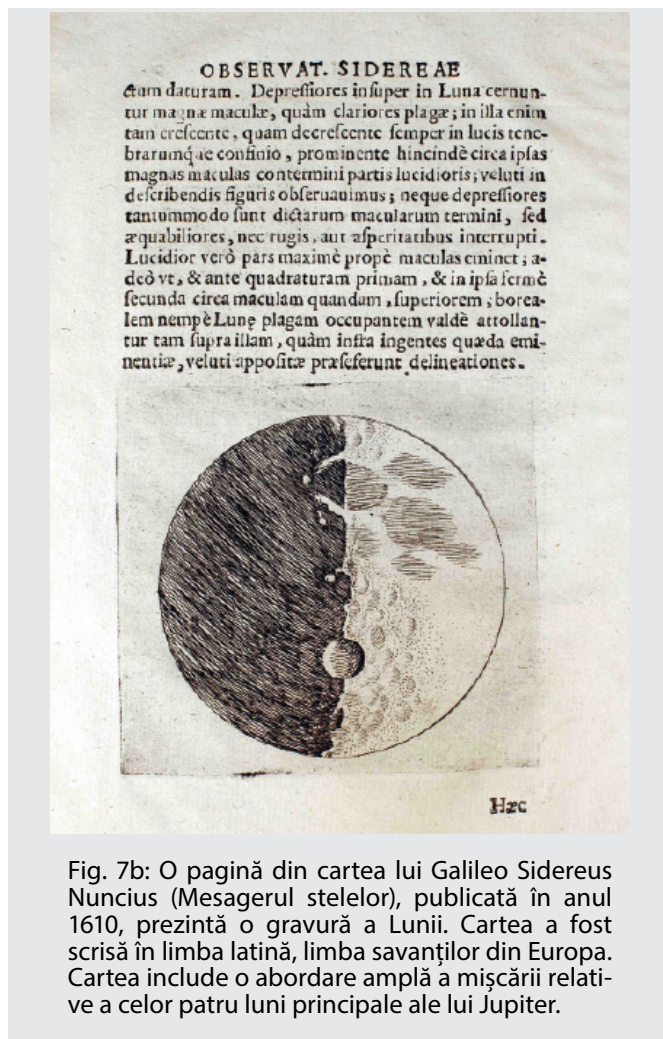 OBSERVAT. SIDEREAE
ctum daturam. Depreſſiores inſuper in Luna cernun-
tur magnæ maculæ, quàm clariores plagæ; in illa enim
tam creſcente, quam decreſcente ſemper in lucis tene-
brarumq́ue confinio, prominente hincindè circa ipſas
magnas maculas contermini partis lucidioris; veluti in
deſcribendis figuris obſeruauimus; neque depreſſiores
tantummodo ſunt dictarum macularum termini, ſed
æquabiliores, nec rugis, aut aſperitatibus interrupti.
Lucidior verò pars maximè propè maculas eminet; a-
deò vt, & ante quadraturam primam, & in ipſa fermè
ſecunda circa maculam quandam, ſuperiorem, borea-
lem nempè Lunę plagam occupantem valdè attollan-
tur tam ſupra illam, quàm infra ingentes quæda emi-
nentiæ, veluti appoſitæ præſeferunt delineationes.
Hæc
Fig. 7b: O pagină din cartea lui Galileo Sidereus
Nuncius (Mesagerul stelelor), publicată în anul
1610, prezintă o gravură a Lunii. Cartea a fost
scrisă în limba latină, limba savanților din Europa.
Cartea include o abordare amplă a mișcării relati-
ve a celor patru luni principale ale lui Jupiter.